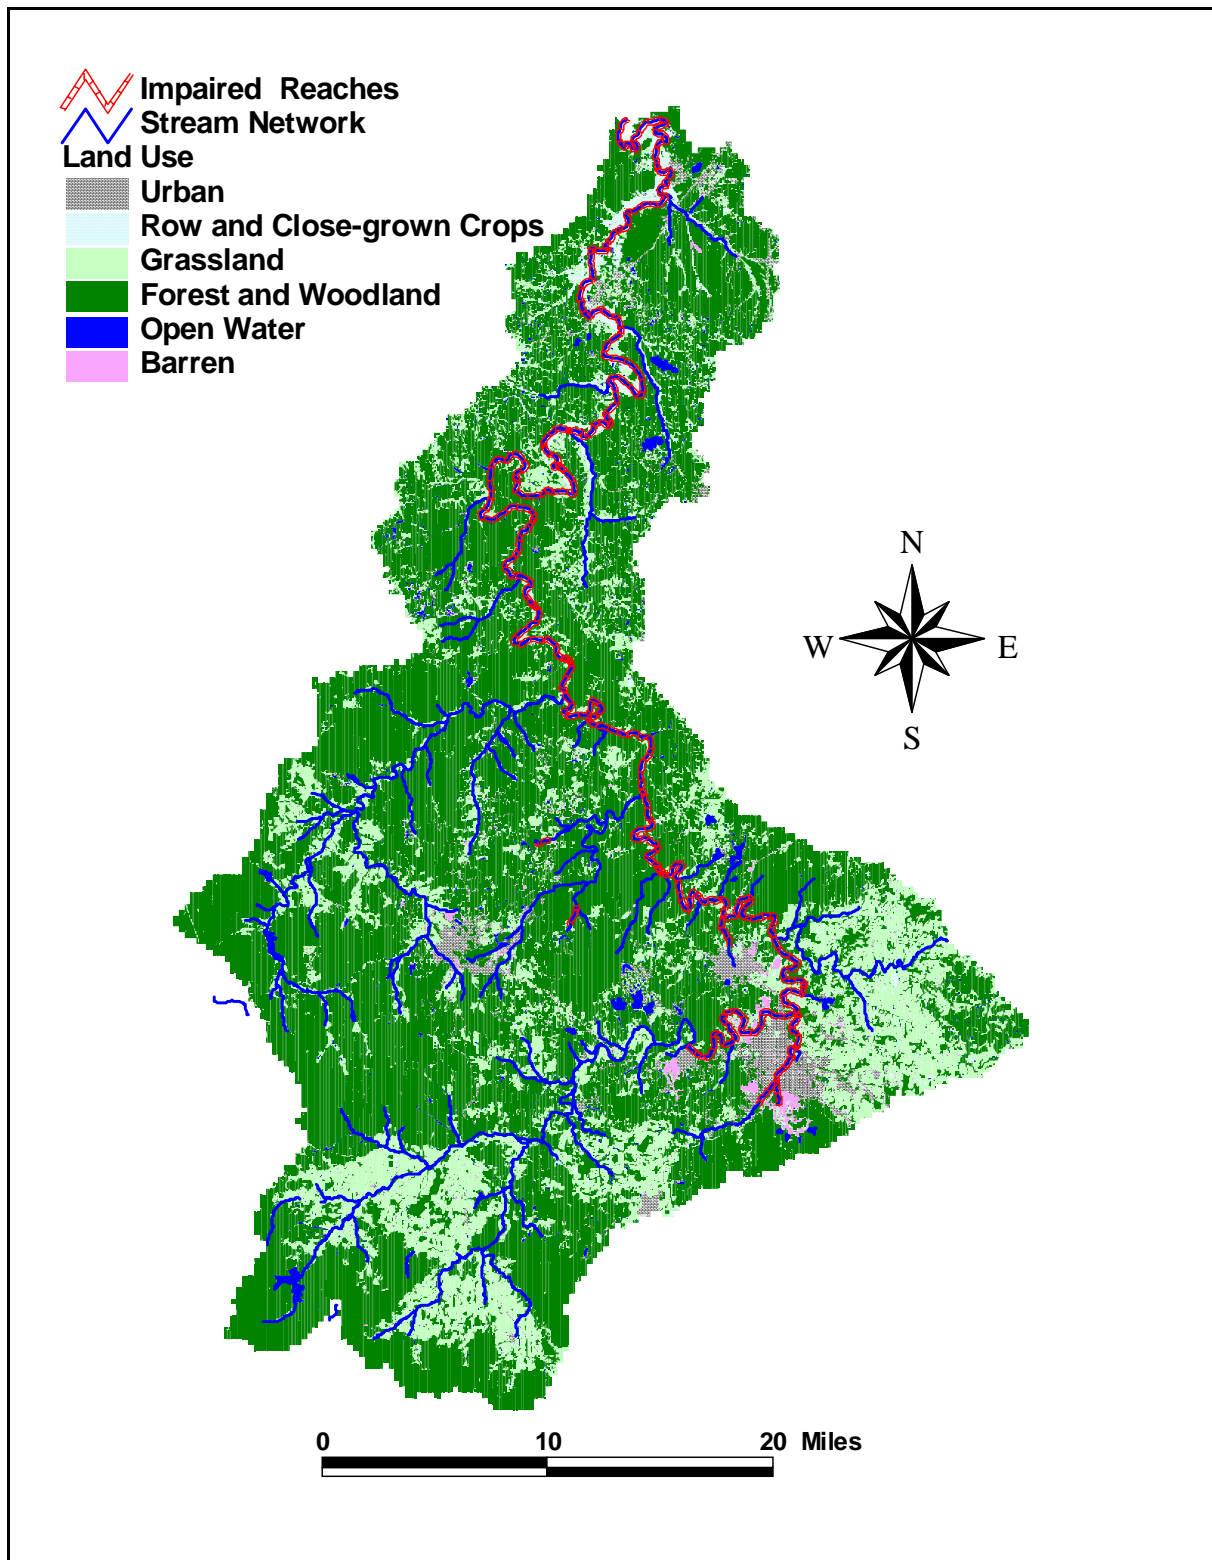 Impaired Reaches
Stream Network
Land Use
Urban
Row and Close-grown Crops
Grassland
Forest and Woodland
Open Water
Barren
N
W E
S
0 10 20 Miles